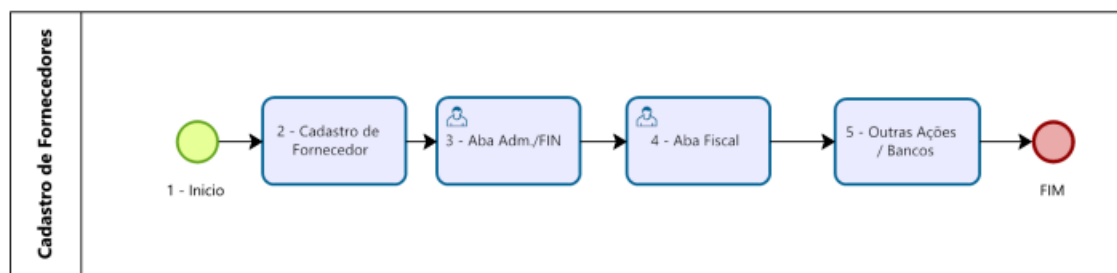 Cadastro de Fornecedores
1 - Inicio
2 - Cadastro de
Fornecedor
3 - Aba Adm./FIN
4 - Aba Fiscal
5 - Outras Ações
/ Bancos
FIM